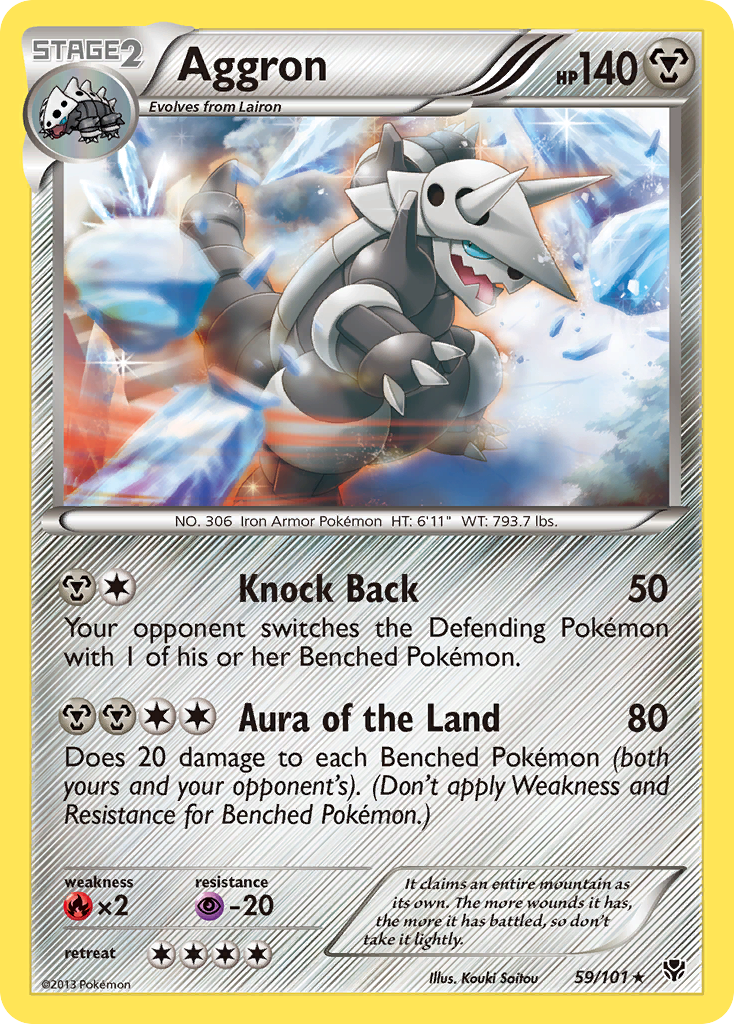 STAGE2
Aggron
HP140
Evolves from Lairon
NO. 306 Iron Armor Pokémon HT: 6'11" WT: 793.7 lbs.
Knock Back 50
Your opponent switches the Defending Pokémon
with 1 of his or her Benched Pokémon.
Aura of the Land 80
Does 20 damage to each Benched Pokémon (both
yours and your opponent's). (Don't apply Weakness and
Resistance for Benched Pokémon.)
weakness
×2
resistance
-20
retreat
It claims an entire mountain as
its own. The more wounds it has,
the more it has battled, so don't
take it lightly.
©2013 Pokémon
Illus. Kouki Saitou
59/101★